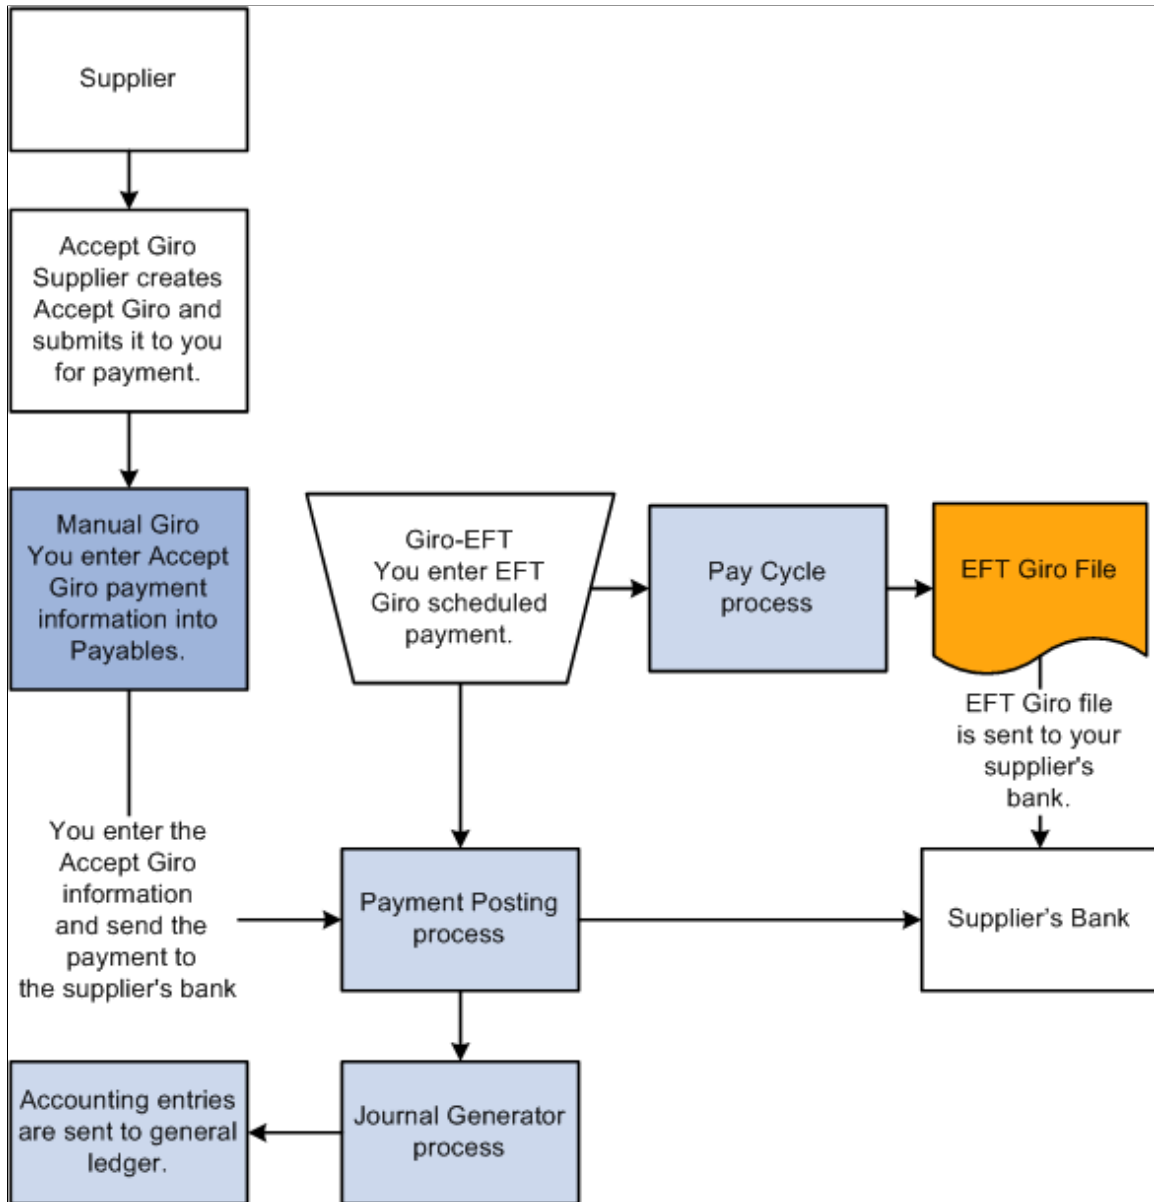 Supplier
Accept Giro
Supplier creates
Accept Giro and
submits it to you
for payment.
Manual Giro
You enter Accept
Giro payment
information into
Payables.
Giro-EFT
You enter EFT
Giro scheduled
payment.
Pay Cycle
process
EFT Giro File
EFT Giro file
is sent to your
supplier's
bank.
You enter the
Accept Giro
information
and send the
payment to
the supplier's bank
Payment Posting
process
Supplier's Bank
Accounting entries
are sent to general
ledger.
Journal Generator
process